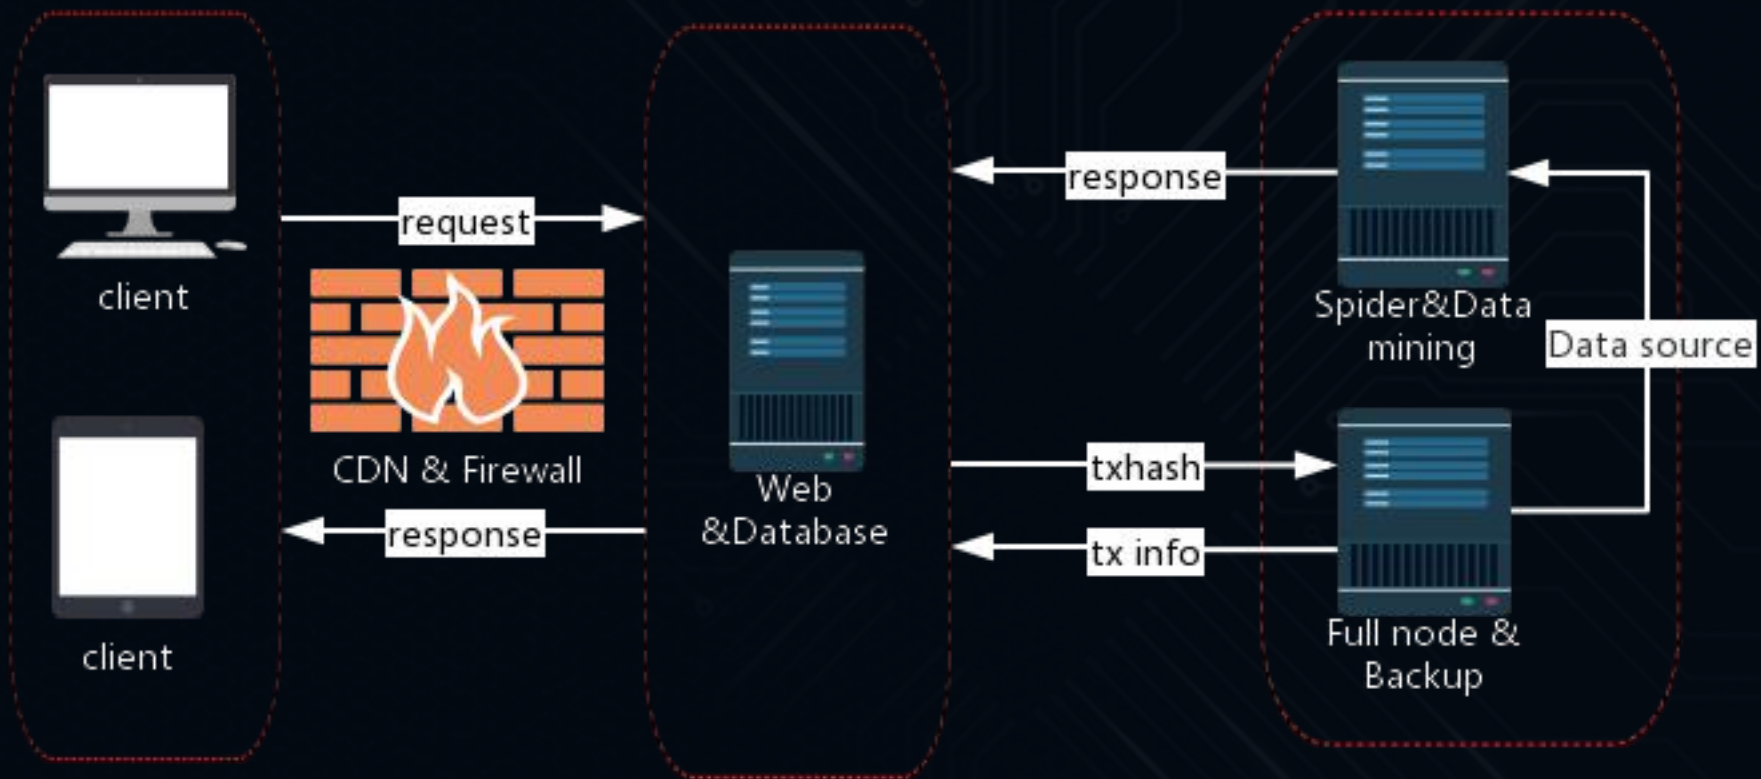 client
client
request
CDN & Firewall
response
Web
&Database
response
txhash
tx info
Spider&Data
mining
Data source
Full node &
Backup